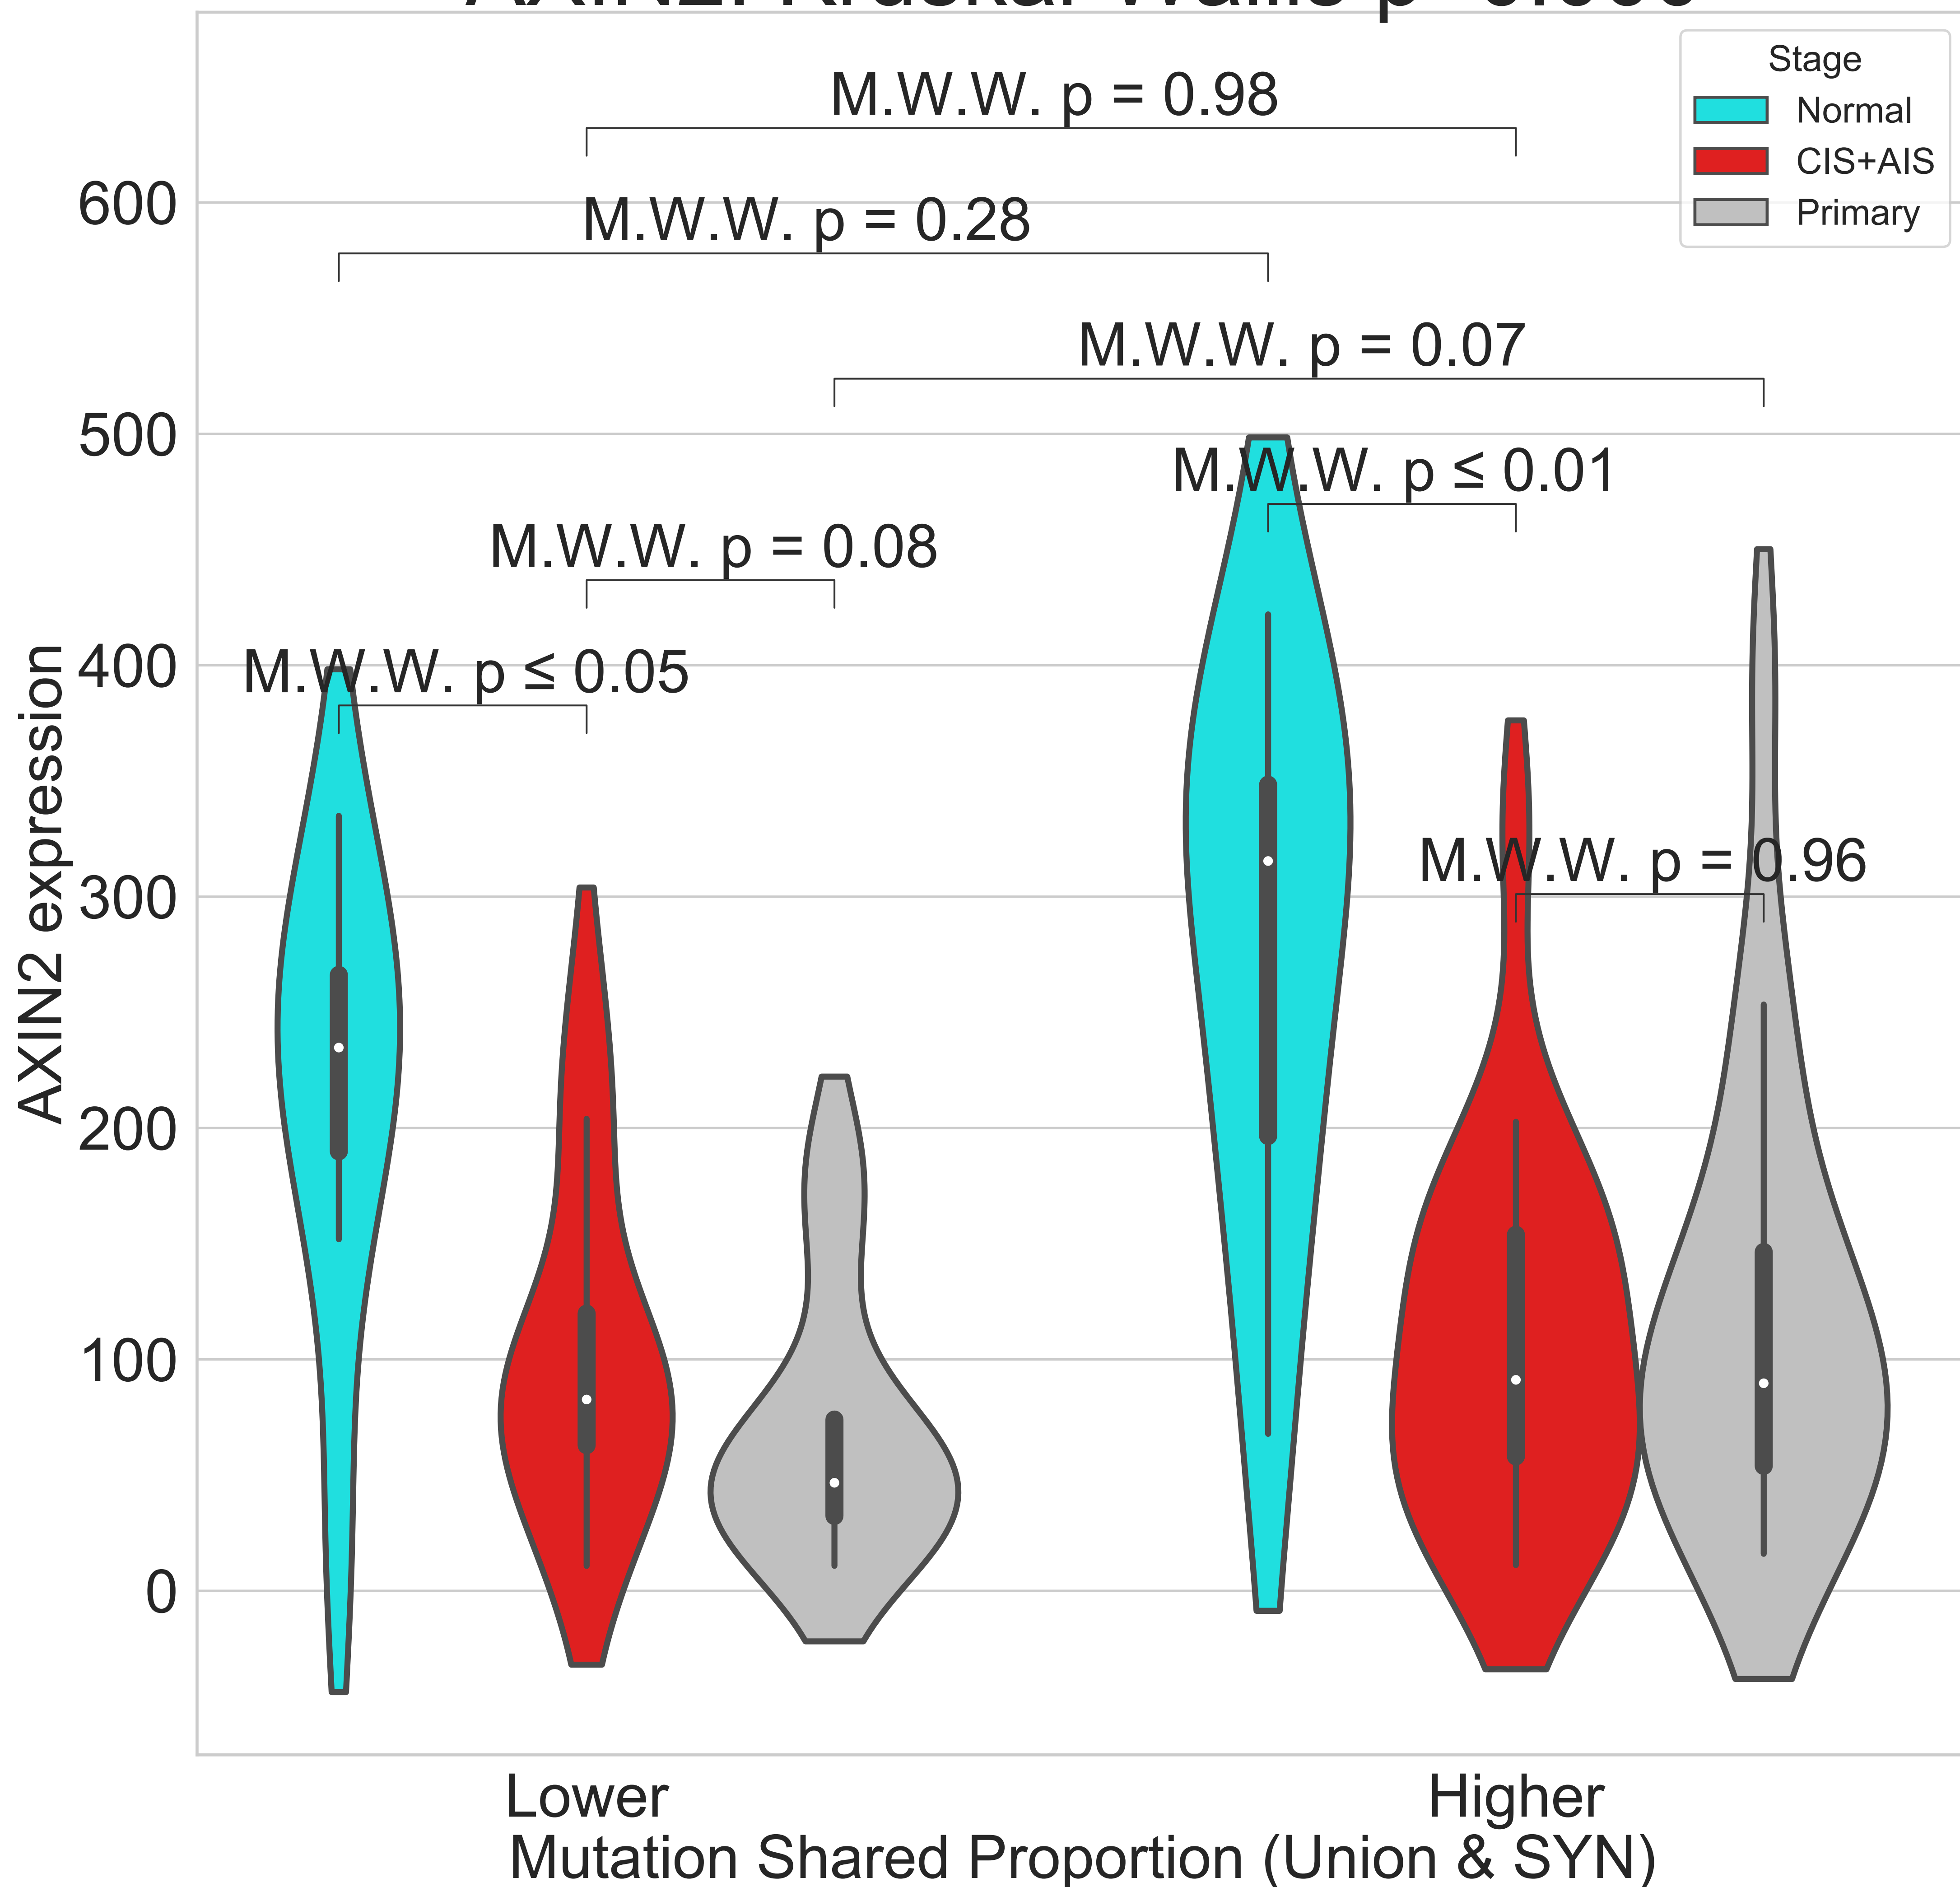 Stage
Normal
CIS+AIS
Primary
M.W.W. p = 0.98
M.W.W. p = 0.28
M.W.W. p = 0.07
M.W.W. p ≤ 0.01
M.W.W. p = 0.08
M.W.W. p ≤ 0.05
M.W.W. p = 0.96
AXIN2 expression
600
500
400
300
200
100
0
Lower
Higher
Mutation Shared Proportion (Union & SYN)